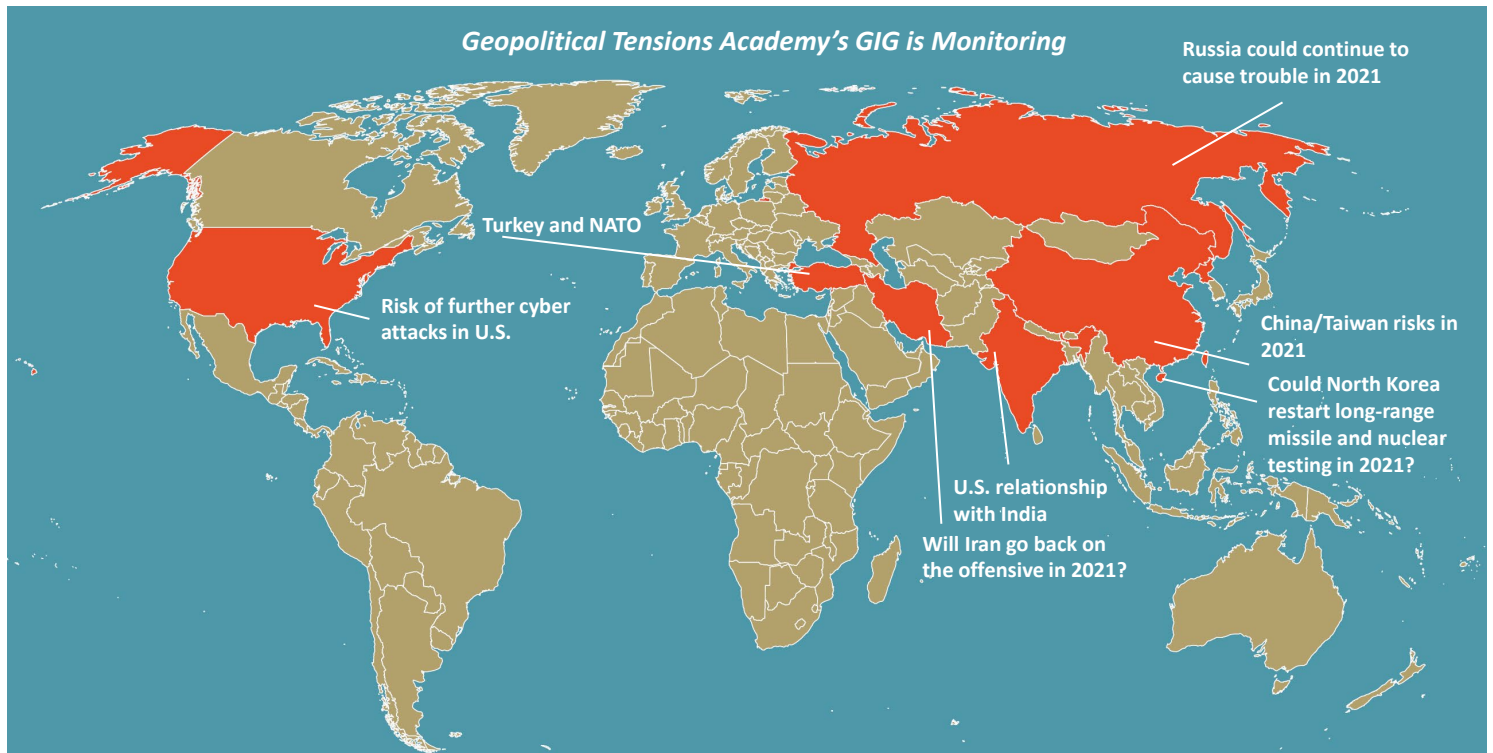 Geopolitical Tensions Academy's GIG is Monitoring
Russia could continue to
cause trouble in 2021
Turkey and NATO
Risk of further cyber
attacks in U.S.
China/Taiwan risks in
2021
Could North Korea
restart long-range
missile and nuclear
testing in 2021?
U.S. relationship
with India
Will Iran go back on
the offensive in 2021?